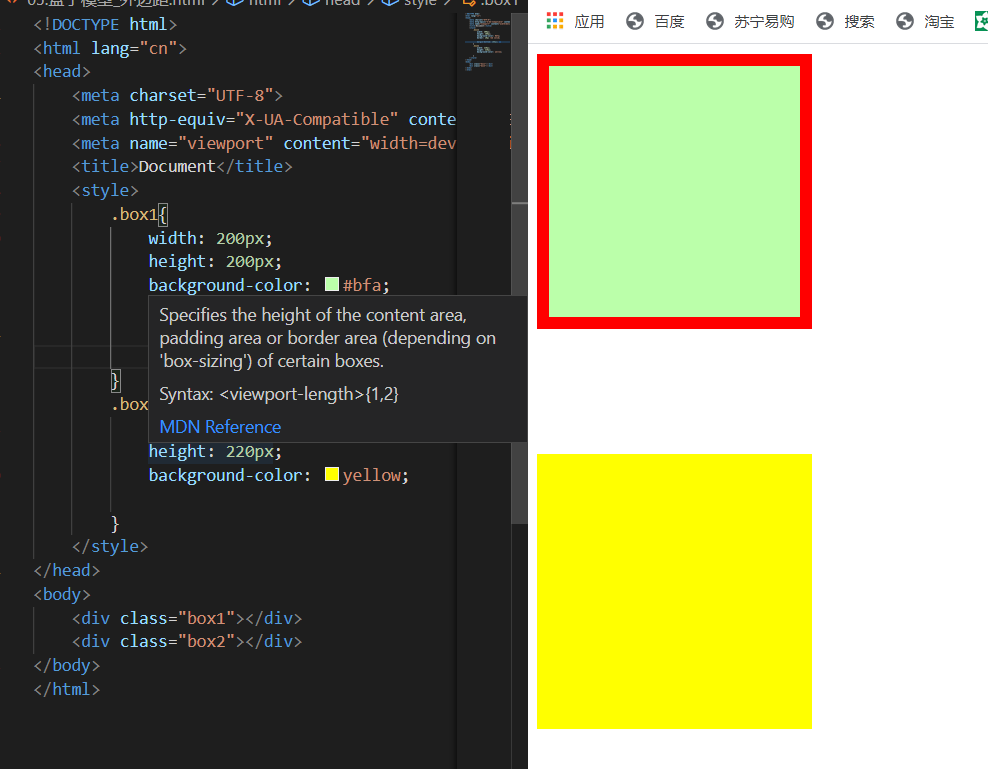 05.盒子模型_外边距.html > html > head > style > .box1
<!DOCTYPE html>
<html lang="cn">
<head>
<meta charset="UTF-8">
<meta http-equiv="X-UA-Compatible" conte
<meta name="viewport" content="width=dev
<title>Document</title>
<style>
.box1{
width: 200px;
height: 200px;
background-color: #bfa;
Specifies the height of the content area,
padding area or border area (depending on
'box-sizing') of certain boxes.
Syntax: <viewport-length>{1,2}
MDN Reference
}
.box
height: 220px;
background-color: yellow;
}
</style>
</head>
<body>
<div class="box1"></div>
<div class="box2"></div>
</body>
</html>
应用 百度 苏宁易购 搜索 淘宝